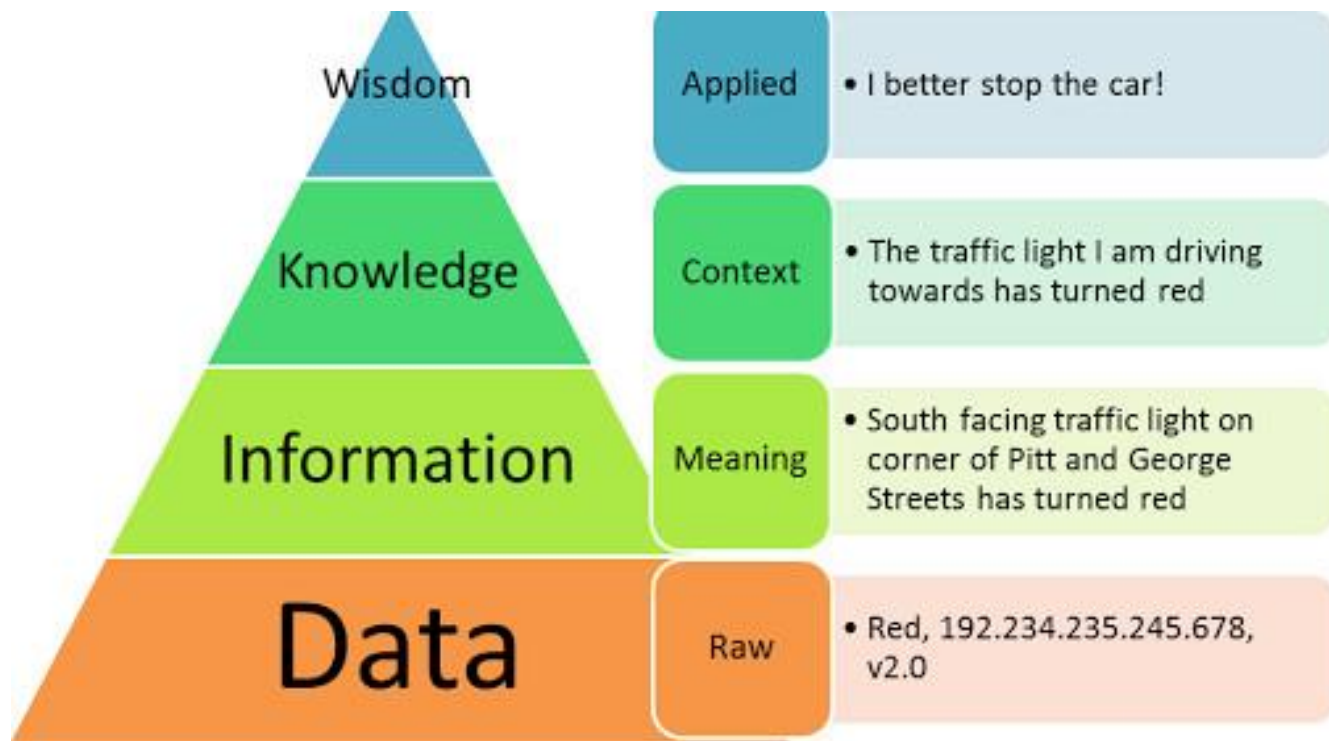 Wisdom
Applied
• I better stop the car!
Knowledge
Context
• The traffic light I am driving
towards has turned red
Information
Meaning
• South facing traffic light on
corner of Pitt and George
Streets has turned red
Data
Raw
• Red, 192.234.235.245.678,
v2.0